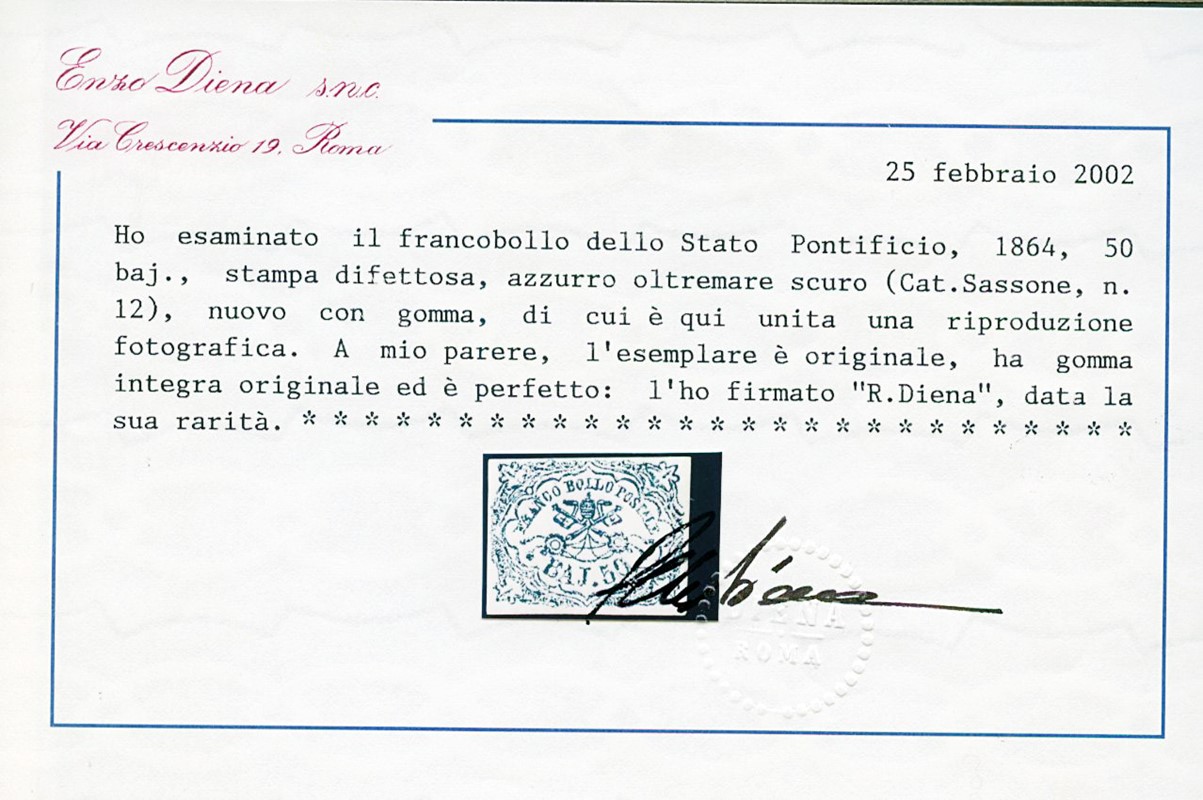 Enzo Diena s.n.c.
Via Crescenzio 19, Roma
25 febbraio 2002
Ho esaminato il francobollo dello Stato Pontificio, 1864, 50
baj., stampa difettosa, azzurro oltremare scuro (Cat.Sassone, n.
12), nuovo con gomma, di cui è qui unita una riproduzione
fotografica. A mio parere, l'esemplare è originale, ha gomma
integra originale ed è perfetto: l'ho firmato "R.Diena", data la
sua rarità. * * * * * * * * * * * * * * * * * * * * * * * * * * *
FRANCO BOLLO POSTALE
BAJ. 50
DIENA
ROMA